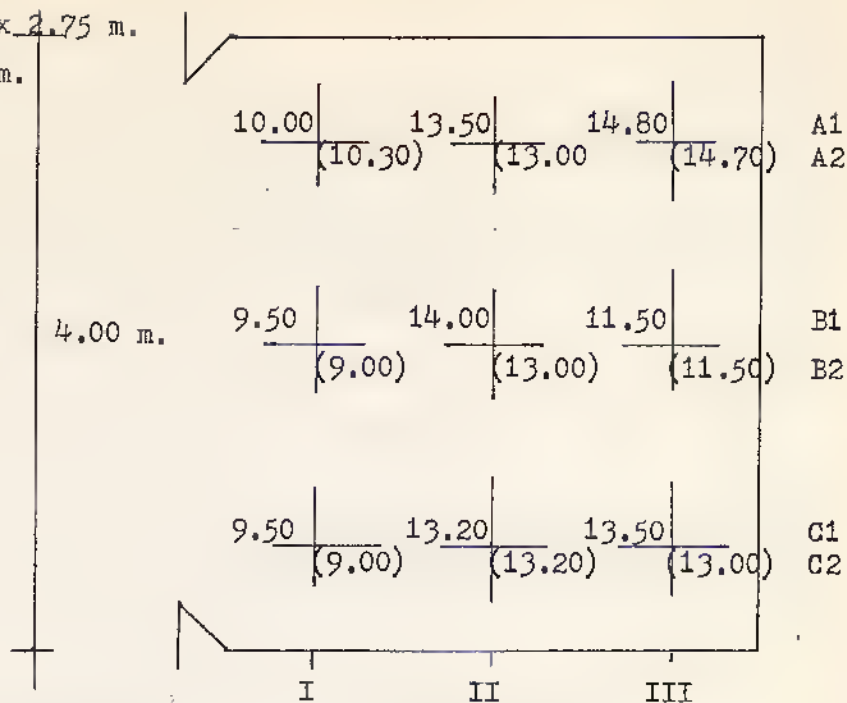 x 2.75 m.
m.
10.00 13.50 14.80 A1
(10.30) (13.00 (14.70) A2
4.00 m. 9.50 14.00 11.50 B1
(9.00) (13.00) (11.50) B2
9.50 13.20 13.50 C1
(9.00) (13.20) (13.00) C2
I II III